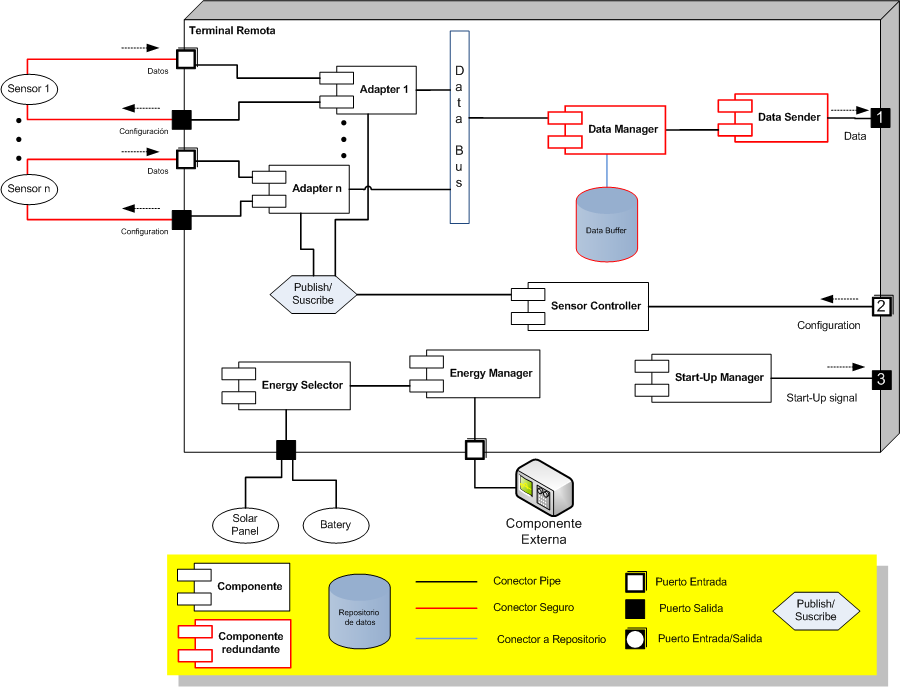 Terminal Remota
Sensor 1
Datos
Configuración
Adapter 1
Data Bus
Data Manager
Data Sender
1
Data
Sensor n
Datos
Configuration
Adapter n
Data Buffer
Publish/
Suscribe
Sensor Controller
2
Configuration
Energy Selector
Energy Manager
Start-Up Manager
3
Start-Up signal
Solar
Panel
Batery
Componente
Externa
Componente
Componente
redundante
Repositorio
de datos
Conector Pipe
Conector Seguro
Conector a Repositorio
Puerto Entrada
Puerto Salida
Puerto Entrada/Salida
Publish/
Suscribe